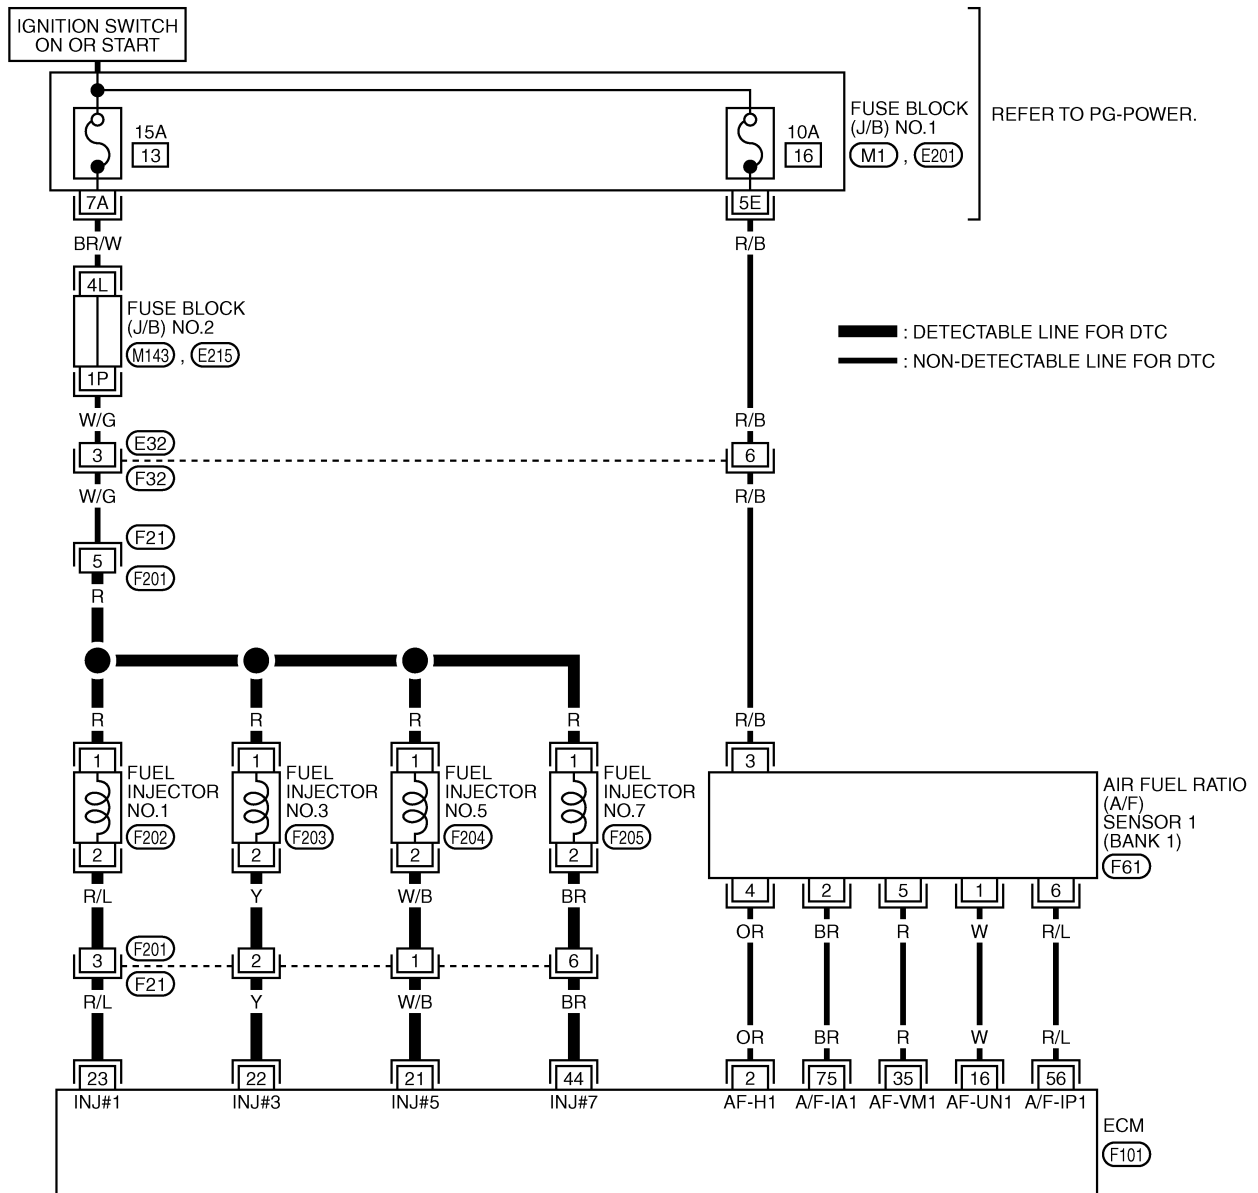 IGNITION SWITCH
ON OR START
15A
13
10A
16
FUSE BLOCK
(J/B) NO.1
M1 , E201
REFER TO PG-POWER.
7A
5E
BR/W
R/B
4L
FUSE BLOCK
(J/B) NO.2
M143 , E215
1P
: DETECTABLE LINE FOR DTC
: NON-DETECTABLE LINE FOR DTC
W/G
R/B
3
E32
F32
6
W/G
R/B
5
F21
F201
R
R
R
R
R
R/B
1
1
1
1
3
FUEL
INJECTOR
NO.1
F202
FUEL
INJECTOR
NO.3
F203
FUEL
INJECTOR
NO.5
F204
FUEL
INJECTOR
NO.7
F205
AIR FUEL RATIO
(A/F)
SENSOR 1
(BANK 1)
F61
2
2
2
2
4
2
5
1
6
R/L
Y
W/B
BR
OR
BR
R
W
R/L
3
F201
F21
2
1
6
R/L
Y
W/B
BR
OR
BR
R
W
R/L
23
22
21
44
2
75
35
16
56
INJ#1
INJ#3
INJ#5
INJ#7
AF-H1
A/F-IA1
AF-VM1
AF-UN1
A/F-IP1
ECM
F101